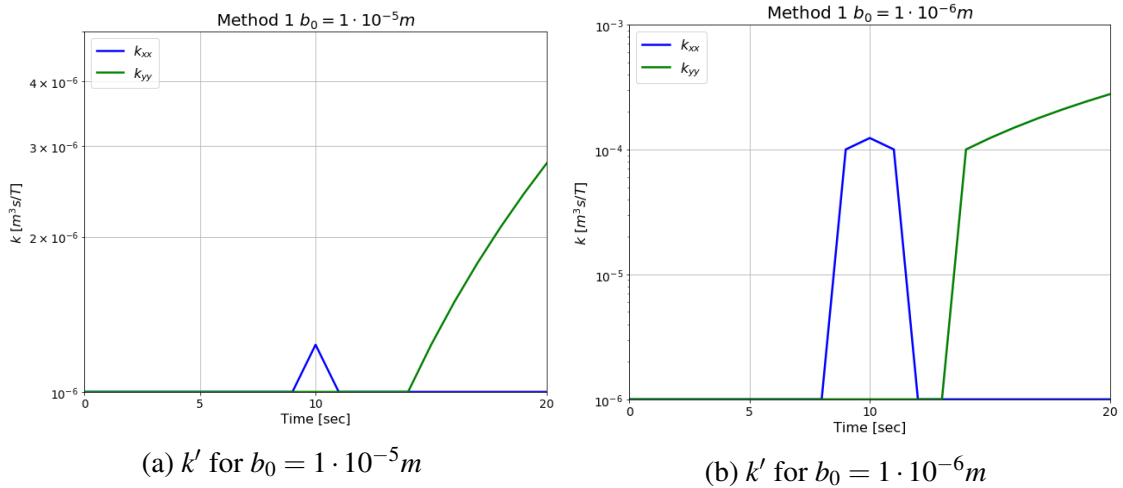 Method 1 b₀ = 1 · 10⁻⁵m
k_xx
k_yy
4 × 10⁻⁶
3 × 10⁻⁶
2 × 10⁻⁶
10⁻⁶
k [m³s/T]
0 5 10 15 20
Time [sec]
(a) k′ for b₀ = 1 · 10⁻⁵m
Method 1 b₀ = 1 · 10⁻⁶m
k_xx
k_yy
10⁻³
10⁻⁴
10⁻⁵
10⁻⁶
k [m³s/T]
0 5 10 15 20
Time [sec]
(b) k′ for b₀ = 1 · 10⁻⁶m